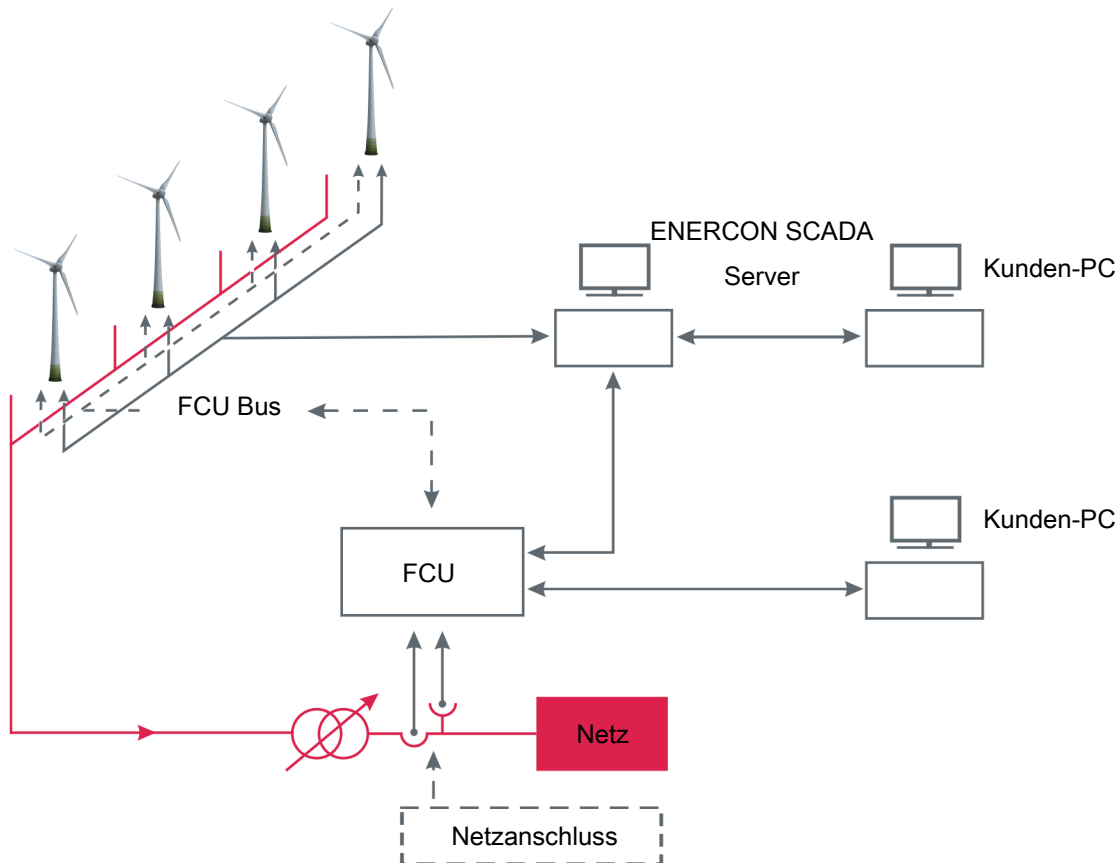 ENERCON SCADA
Server
Kunden-PC
FCU Bus
Kunden-PC
FCU
Netz
Netzanschluss